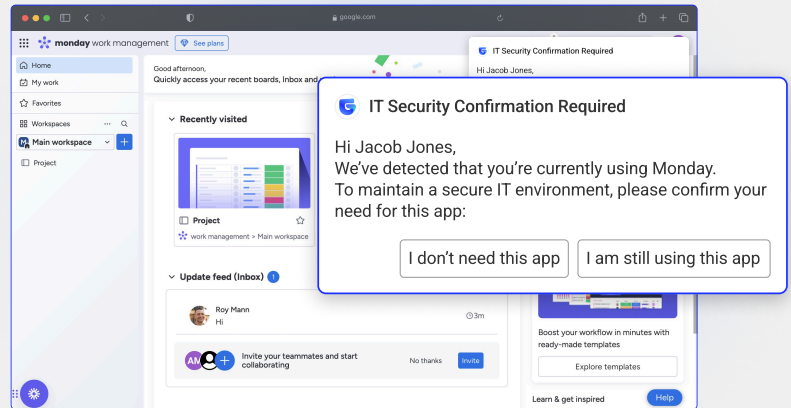 google.com
monday work management
See plans
IT Security Confirmation Required
Hi Jacob Jones,
Home
My work
Favorites
Workspaces
Main workspace
Project
Good afternoon,
Quickly access your recent boards, Inbox and
Recently visited
Project
work management > Main workspace
Update feed (Inbox) 1
Roy Mann
Hi
3m
Invite your teammates and start
collaborating
No thanks
Invite
IT Security Confirmation Required
Hi Jacob Jones,
We've detected that you're currently using Monday.
To maintain a secure IT environment, please confirm your
need for this app:
I don't need this app
I am still using this app
Boost your workflow in minutes with
ready-made templates
Explore templates
Learn & get inspired
Help